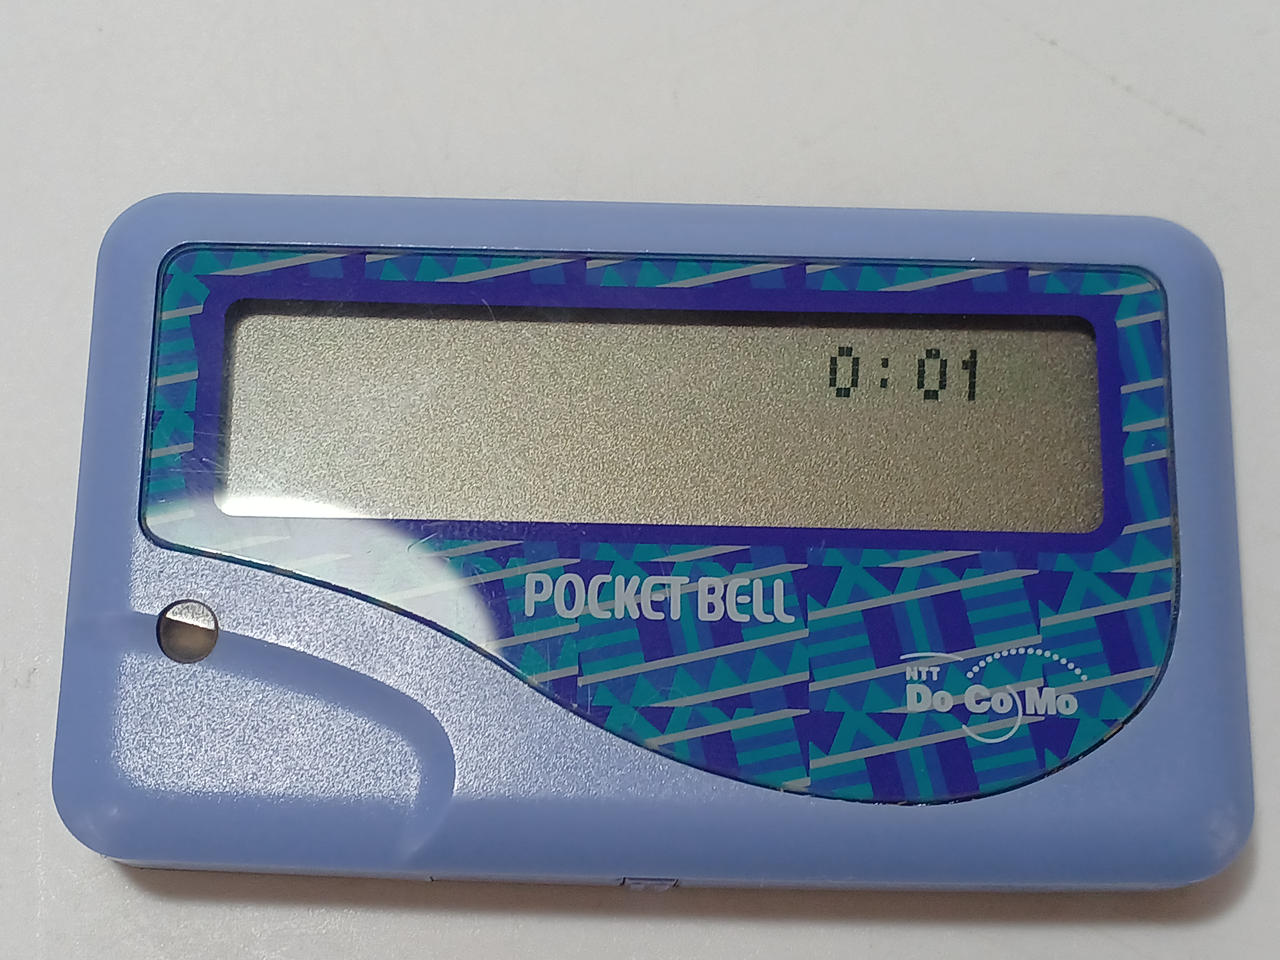 0:01
POCKET BELL
NTT
DoCoMo